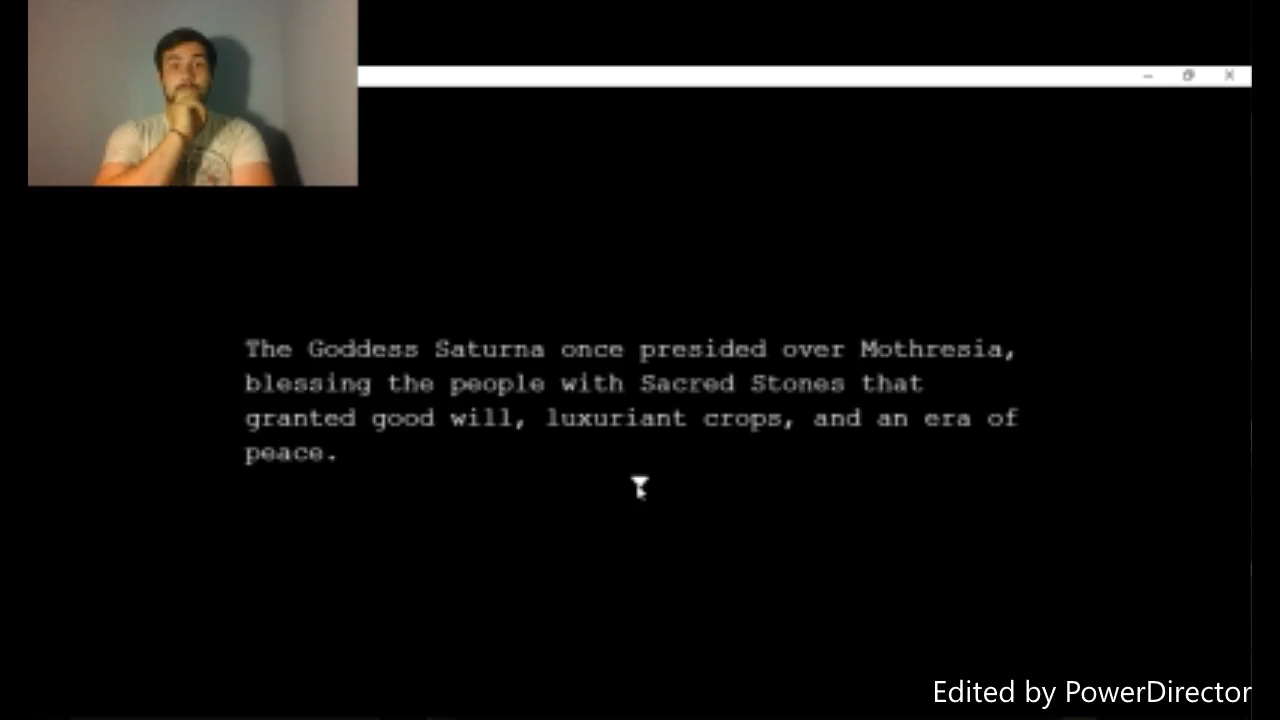 The Goddess Saturna once presided over Mothresia,
blessing the people with Sacred Stones that
granted good will, luxuriant crops, and an era of
peace.
Edited by PowerDirector